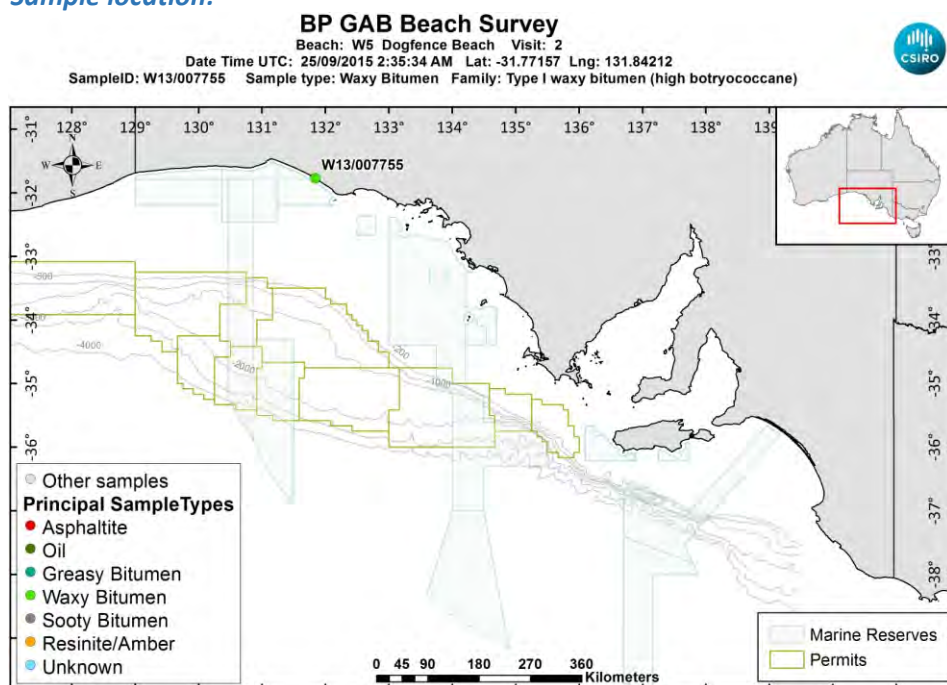 Sample location:
BP GAB Beach Survey
Beach: W5 Dogfence Beach Visit: 2
Date Time UTC: 25/09/2015 2:35:34 AM Lat: -31.77157 Lng: 131.84212
SampleID: W13/007755 Sample type: Waxy Bitumen Family: Type I waxy bitumen (high botryococcane)
CSIRO
128° 129° 130° 131° 132° 133° 134° 135° 136° 137° 138° 139
-31°
-32°
-33°
-34°
-35°
-36°
-37°
-38°
N
W E
S
W13/007755
-4000
-2000
-200
-1000
-33°
-34°
-35°
-36°
-37°
-38°
Other samples
Principal SampleTypes
Asphaltite
Oil
Greasy Bitumen
Waxy Bitumen
Sooty Bitumen
Resinite/Amber
Unknown
0 45 90 180 270 360
Kilometers
Marine Reserves
Permits